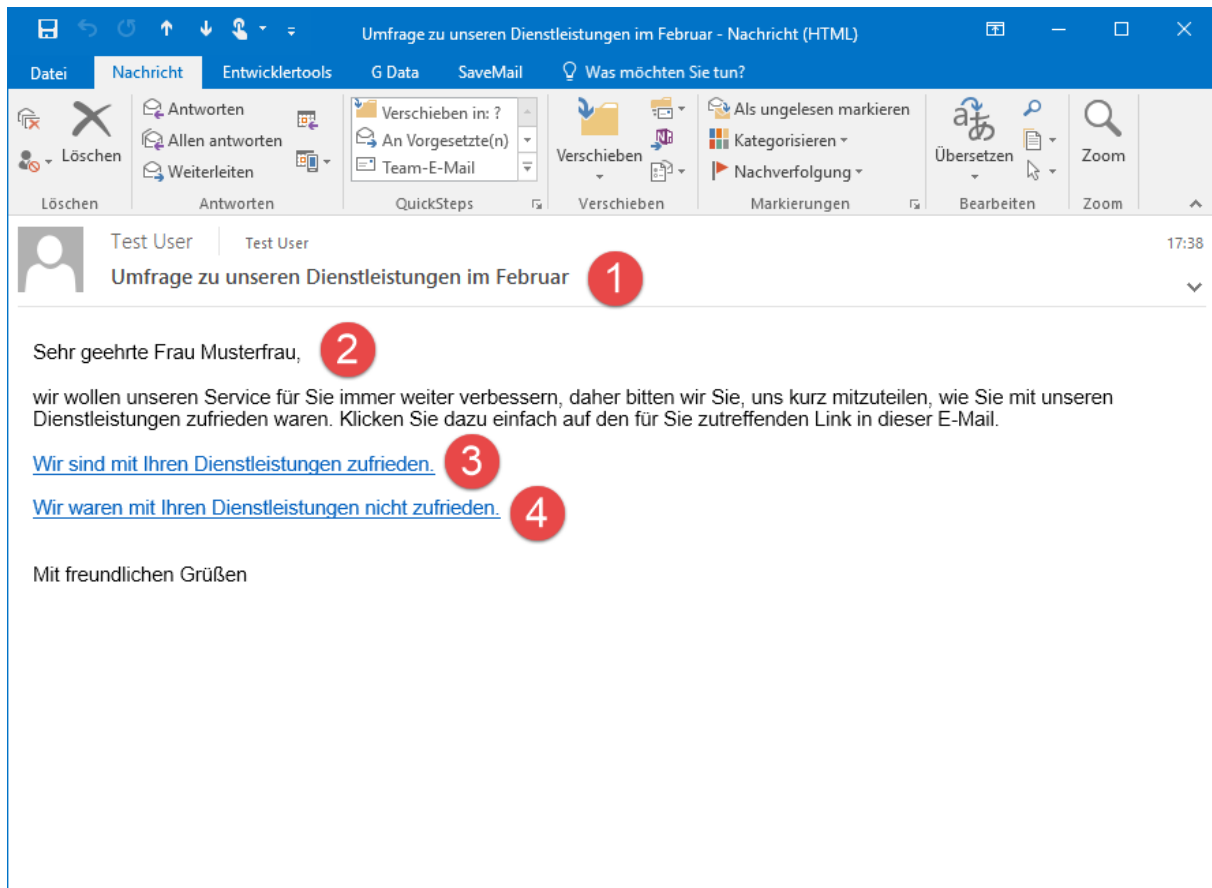 Umfrage zu unseren Dienstleistungen im Februar - Nachricht (HTML)
Datei Nachricht Entwicklertools G Data SaveMail Was möchten Sie tun?
Löschen
Antworten
Allen antworten
Weiterleiten
Verschieben in: ?
An Vorgesetzte(n)
Team-E-Mail
Verschieben
Als ungelesen markieren
Kategorisieren
Nachverfolgung
Übersetzen
Zoom
Löschen Antworten QuickSteps Verschieben Markierungen Bearbeiten Zoom
Test User Test User 17:38
Umfrage zu unseren Dienstleistungen im Februar 1
Sehr geehrte Frau Musterfrau, 2
wir wollen unseren Service für Sie immer weiter verbessern, daher bitten wir Sie, uns kurz mitzuteilen, wie Sie mit unseren
Dienstleistungen zufrieden waren. Klicken Sie dazu einfach auf den für Sie zutreffenden Link in dieser E-Mail.
Wir sind mit Ihren Dienstleistungen zufrieden. 3
Wir waren mit Ihren Dienstleistungen nicht zufrieden. 4
Mit freundlichen Grüßen